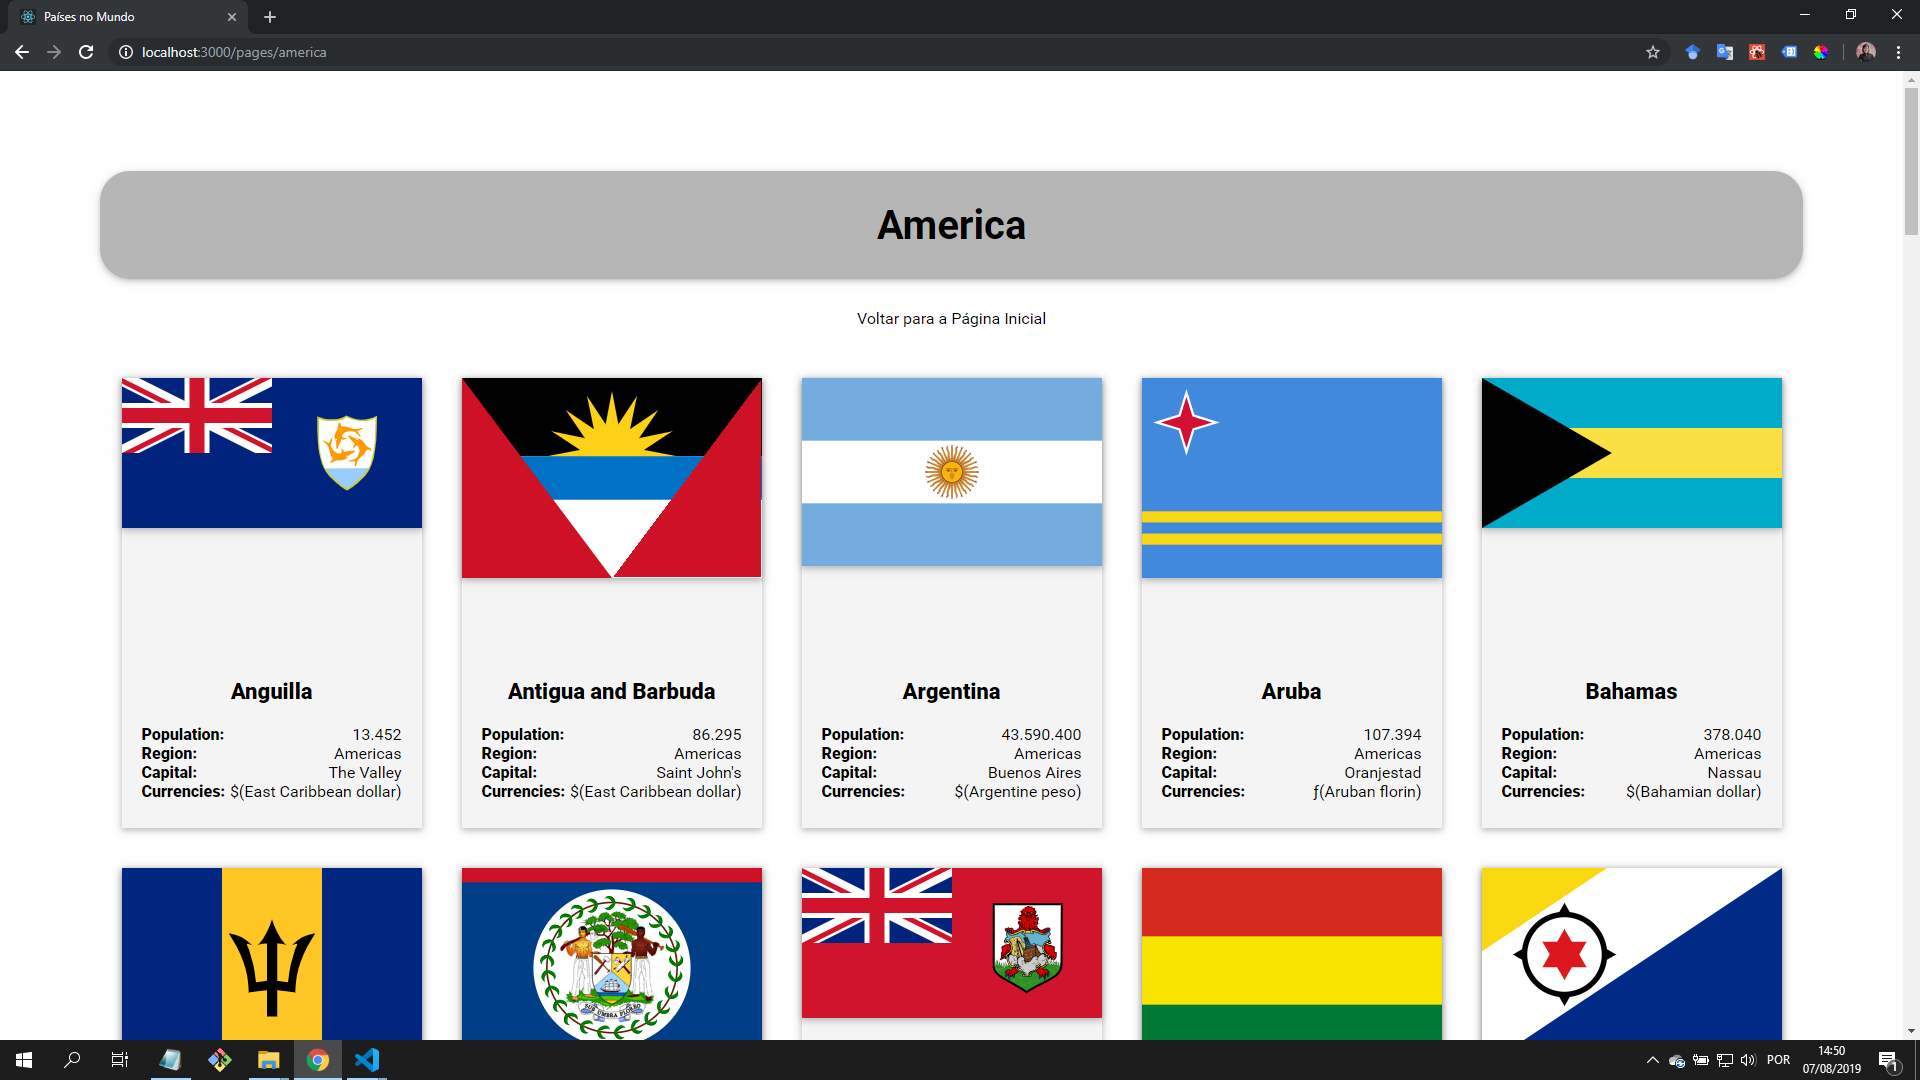 Países no Mundo
localhost:3000/pages/america
America
Voltar para a Página Inicial
Anguilla
Population: 13.452
Region: Americas
Capital: The Valley
Currencies: $(East Caribbean dollar)
Antigua and Barbuda
Population: 86.295
Region: Americas
Capital: Saint John's
Currencies: $(East Caribbean dollar)
Argentina
Population: 43.590.400
Region: Americas
Capital: Buenos Aires
Currencies: $(Argentine peso)
Aruba
Population: 107.394
Region: Americas
Capital: Oranjestad
Currencies: ƒ(Aruban florin)
Bahamas
Population: 378.040
Region: Americas
Capital: Nassau
Currencies: $(Bahamian dollar)
SUB UMBRA FLOREO
POR
14:50
07/08/2019
1